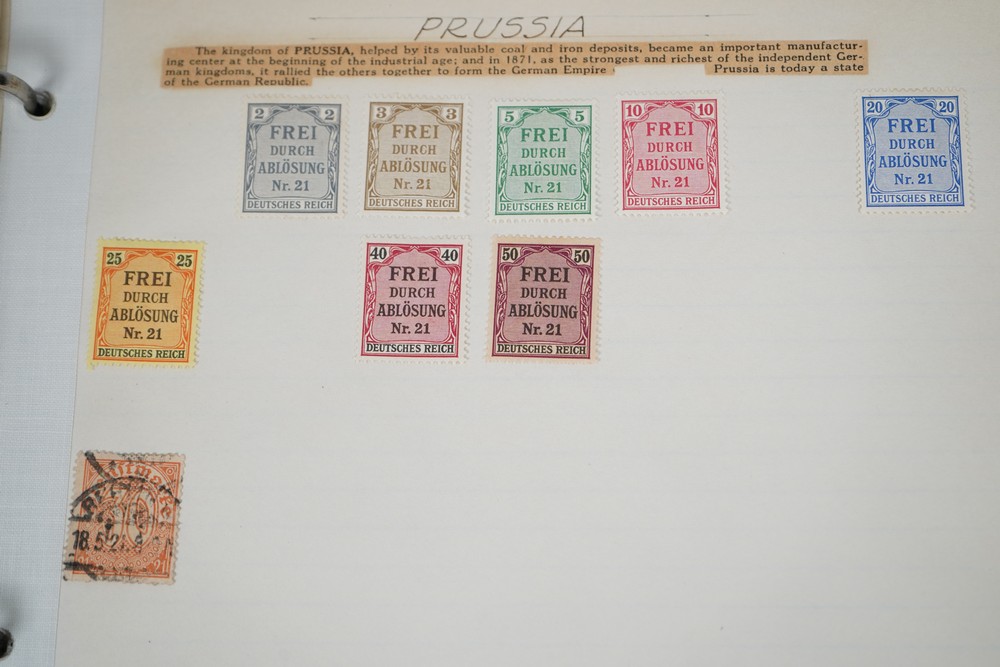 PRUSSIA
The kingdom of PRUSSIA, helped by its valuable coal and iron deposits, became an important manufactur-
ing center at the beginning of the industrial age; and in 1871, as the strongest and richest of the independent Ger-
man kingdoms, it rallied the others together to form the German Empire Prussia is today a state
of the German Republic.
2 2
FREI
DURCH
ABLÖSUNG
Nr. 21
DEUTSCHES REICH
3 3
FREI
DURCH
ABLÖSUNG
Nr. 21
DEUTSCHES REICH
5 5
FREI
DURCH
ABLÖSUNG
Nr. 21
DEUTSCHES REICH
10 10
FREI
DURCH
ABLÖSUNG
Nr. 21
DEUTSCHES REICH
20 20
FREI
DURCH
ABLÖSUNG
Nr. 21
DEUTSCHES REICH
25 25
FREI
DURCH
ABLÖSUNG
Nr. 21
DEUTSCHES REICH
40 40
FREI
DURCH
ABLÖSUNG
Nr. 21
DEUTSCHES REICH
50 50
FREI
DURCH
ABLÖSUNG
Nr. 21
DEUTSCHES REICH
21 21